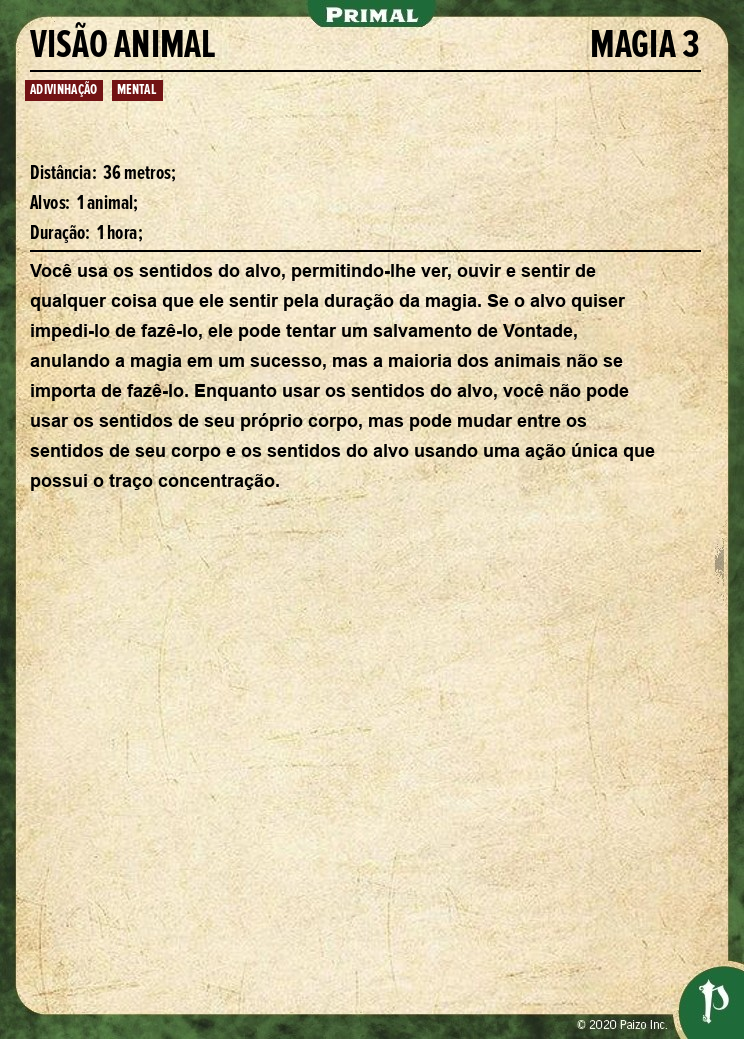 PRIMAL
VISÃO ANIMAL MAGIA 3
ADIVINHAÇÃO MENTAL
Distância: 36 metros;
Alvos: 1 animal;
Duração: 1 hora;
Você usa os sentidos do alvo, permitindo-lhe ver, ouvir e sentir de
qualquer coisa que ele sentir pela duração da magia. Se o alvo quiser
impedi-lo de fazê-lo, ele pode tentar um salvamento de Vontade,
anulando a magia em um sucesso, mas a maioria dos animais não se
importa de fazê-lo. Enquanto usar os sentidos do alvo, você não pode
usar os sentidos de seu próprio corpo, mas pode mudar entre os
sentidos de seu corpo e os sentidos do alvo usando uma ação única que
possui o traço concentração.
© 2020 Paizo Inc.
P